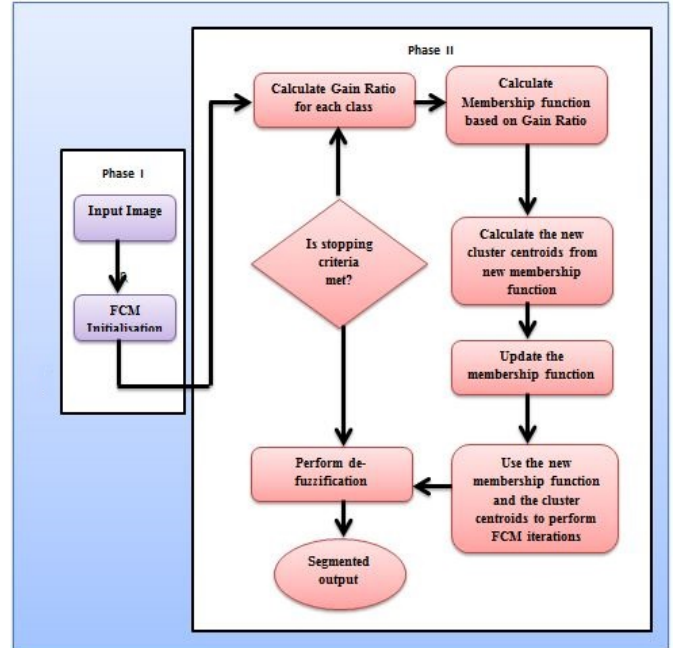 Phase I
Input Image
FCM
Initialisation
Phase II
Calculate Gain Ratio
for each class
Calculate
Membership function
based on Gain Ratio
Calculate the new
cluster centroids from
new membership
function
Update the
membership function
Use the new
membership function
and the cluster
centroids to perform
FCM iterations
Is stopping
criteria
met?
Perform de-
fuzzification
Segmented
output